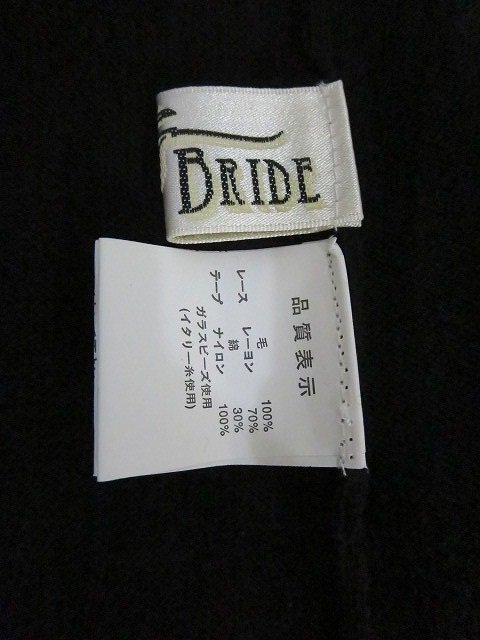 BRIDE
品質表示
毛 100%
レース レーヨン 70%
綿 30%
テープ ナイロン 100%
ガラスビーズ使用
(イタリー糸使用)